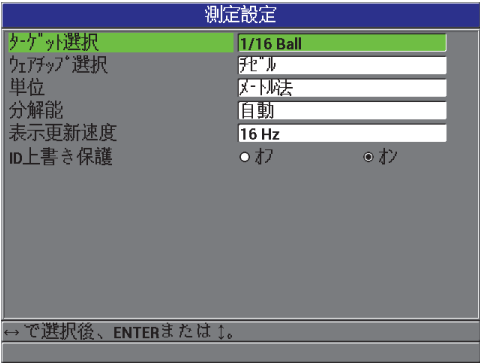 測定設定
ターゲット選択 1/16 Ball
ウェアチップ選択 チゼル
単位 メートル法
分解能 自動
表示更新速度 16 Hz
ID上書き保護 オフ オン
↔で選択後、ENTERまたは↕。